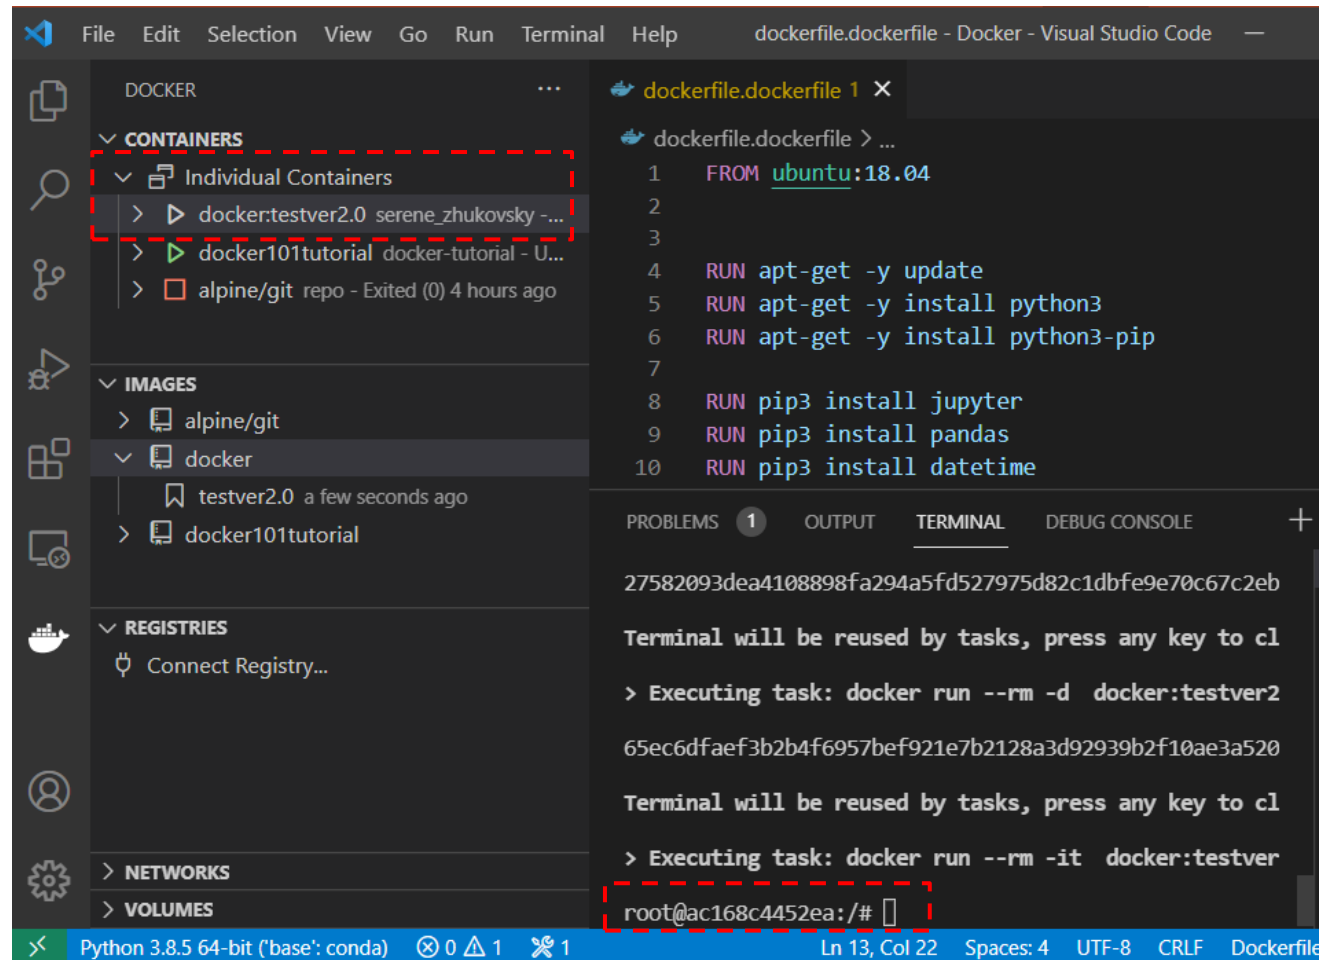 File Edit Selection View Go Run Terminal Help dockerfile.dockerfile - Docker - Visual Studio Code
DOCKER
CONTAINERS
Individual Containers
docker:testver2.0 serene_zhukovsky -...
docker101tutorial docker-tutorial - U...
alpine/git repo - Exited (0) 4 hours ago
IMAGES
alpine/git
docker
testver2.0 a few seconds ago
docker101tutorial
REGISTRIES
Connect Registry...
NETWORKS
VOLUMES
dockerfile.dockerfile 1
dockerfile.dockerfile > ...
1 FROM ubuntu:18.04
2
3
4 RUN apt-get -y update
5 RUN apt-get -y install python3
6 RUN apt-get -y install python3-pip
7
8 RUN pip3 install jupyter
9 RUN pip3 install pandas
10 RUN pip3 install datetime
PROBLEMS 1 OUTPUT TERMINAL DEBUG CONSOLE
27582093dea4108898fa294a5fd527975d82c1dbfe9e70c67c2eb
Terminal will be reused by tasks, press any key to cl
> Executing task: docker run --rm -d  docker:testver2
65ec6dfaef3b2b4f6957bef921e7b2128a3d92939b2f10ae3a520
Terminal will be reused by tasks, press any key to cl
> Executing task: docker run --rm -it  docker:testver
root@ac168c4452ea:/#
Python 3.8.5 64-bit ('base': conda) 0 1 1 Ln 13, Col 22 Spaces: 4 UTF-8 CRLF Dockerfile